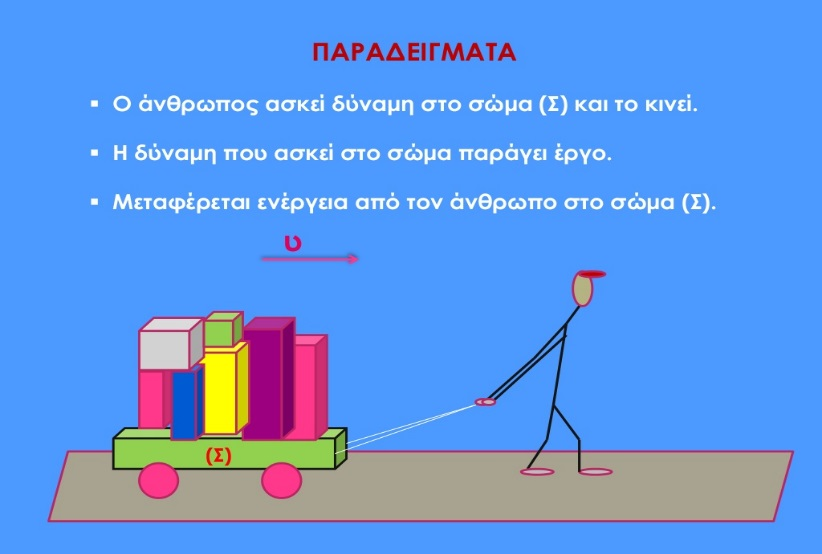 ΠΑΡΑΔΕΙΓΜΑΤΑ
▪ Ο άνθρωπος ασκεί δύναμη στο σώμα (Σ) και το κινεί.
▪ Η δύναμη που ασκεί στο σώμα παράγει έργο.
▪ Μεταφέρεται ενέργεια από τον άνθρωπο στο σώμα (Σ).
υ
(Σ)